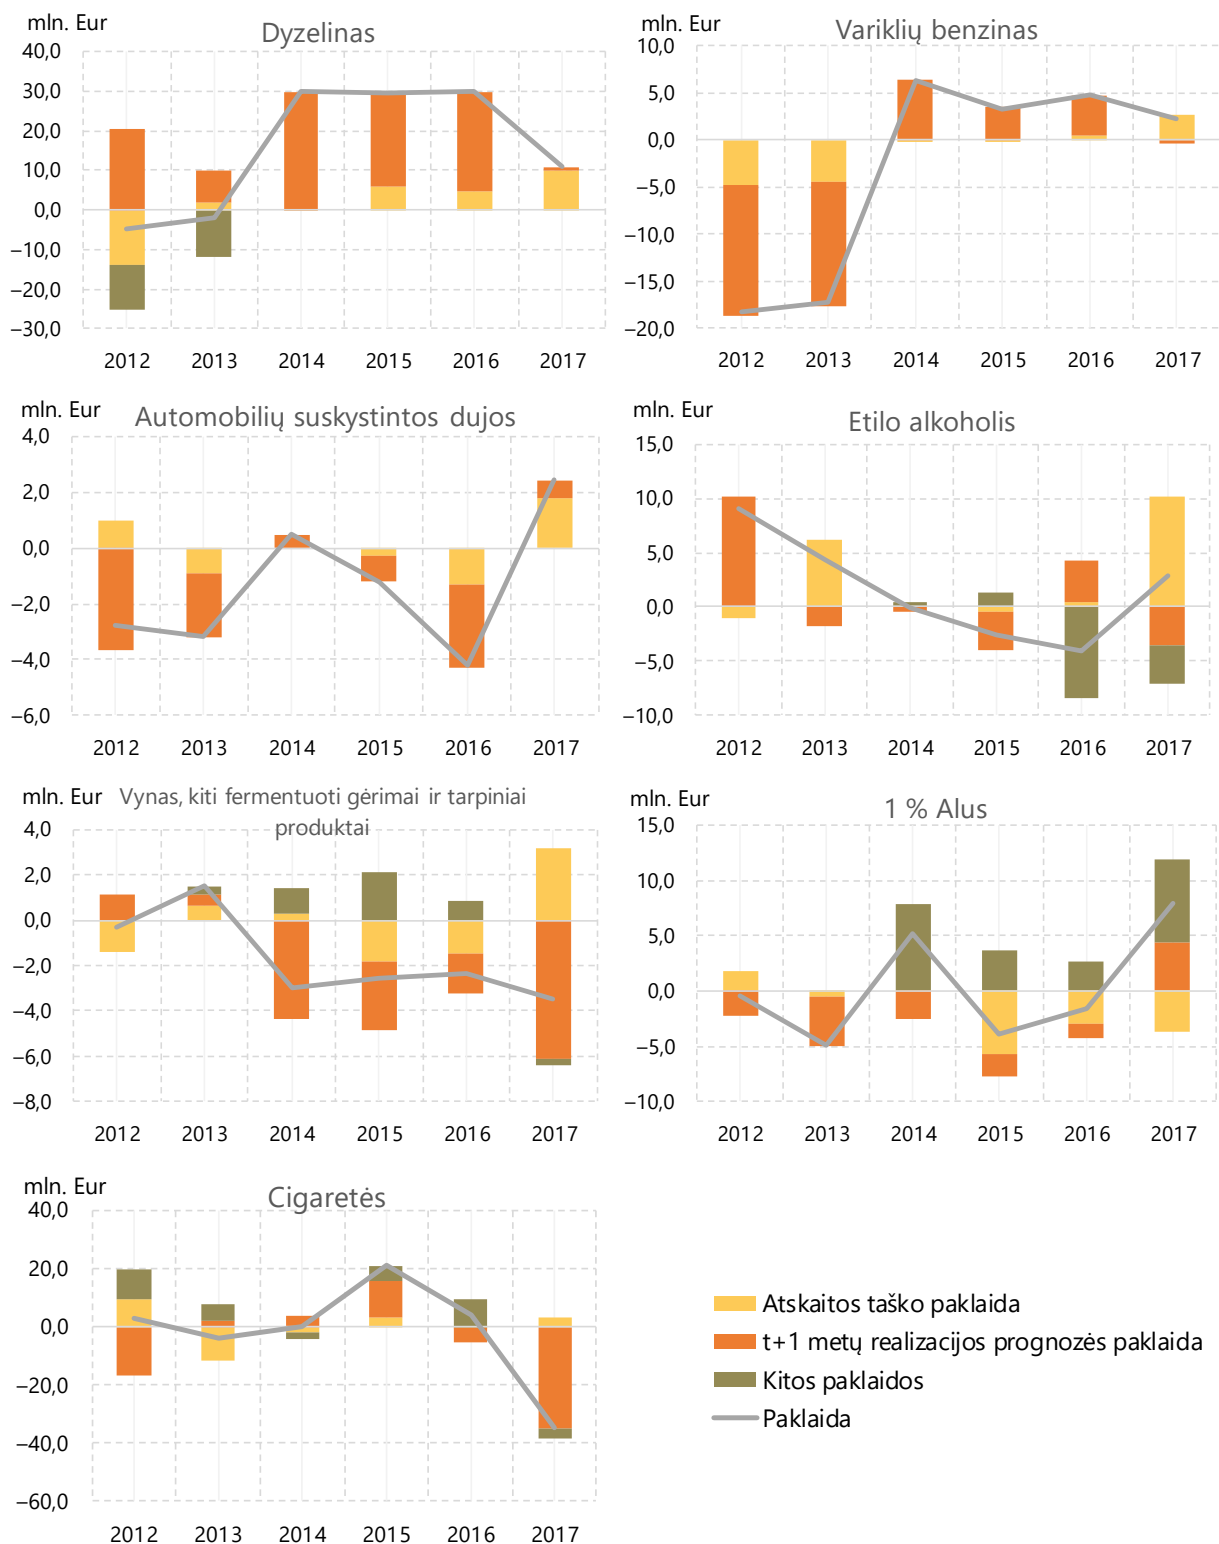 mln. Eur
Dyzelinas
40,0
30,0
20,0
10,0
0,0
−10,0
−20,0
−30,0
2012 2013 2014 2015 2016 2017
mln. Eur
Variklių benzinas
10,0
5,0
0,0
−5,0
−10,0
−15,0
−20,0
2012 2013 2014 2015 2016 2017
mln. Eur
Automobilių suskystintos dujos
4,0
2,0
0,0
−2,0
−4,0
−6,0
2012 2013 2014 2015 2016 2017
mln. Eur
Etilo alkoholis
15,0
10,0
5,0
0,0
−5,0
−10,0
2012 2013 2014 2015 2016 2017
mln. Eur
Vynas, kiti fermentuoti gėrimai ir tarpiniai
produktai
4,0
2,0
0,0
−2,0
−4,0
−6,0
−8,0
2012 2013 2014 2015 2016 2017
mln. Eur
1 % Alus
15,0
10,0
5,0
0,0
−5,0
−10,0
2012 2013 2014 2015 2016 2017
mln. Eur
Cigaretės
40,0
20,0
0,0
−20,0
−40,0
−60,0
2012 2013 2014 2015 2016 2017
Atskaitos taško paklaida
t+1 metų realizacijos prognozės paklaida
Kitos paklaidos
Paklaida